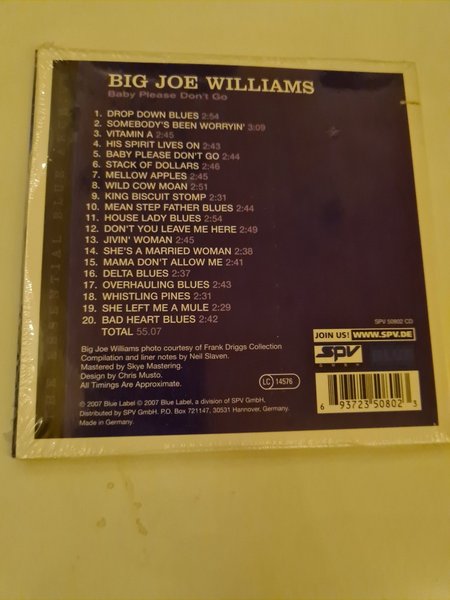 BIG JOE WILLIAMS
Baby Please Don't Go
1. DROP DOWN BLUES 2:54
2. SOMEBODY'S BEEN WORRYIN' 3:09
3. VITAMIN A 2:45
4. HIS SPIRIT LIVES ON 2:43
5. BABY PLEASE DON'T GO 2:44
6. STACK OF DOLLARS 2:46
7. MELLOW APPLES 2:45
8. WILD COW MOAN 2:51
9. KING BISCUIT STOMP 2:31
10. MEAN STEP FATHER BLUES 2:44
11. HOUSE LADY BLUES 2:54
12. DON'T YOU LEAVE ME HERE 2:49
13. JIVIN' WOMAN 2:45
14. SHE'S A MARRIED WOMAN 2:38
15. MAMA DON'T ALLOW ME 2:41
16. DELTA BLUES 2:37
17. OVERHAULING BLUES 2:43
18. WHISTLING PINES 2:31
19. SHE LEFT ME A MULE 2:29
20. BAD HEART BLUES 2:42
TOTAL 55.07
Big Joe Williams photo courtesy of Frank Driggs Collection
Compilation and liner notes by Neil Slaven.
Mastered by Skye Mastering.
Design by Chris Musto.
All Timings Are Approximate.
LC 14576
℗ 2007 Blue Label © 2007 Blue Label, a division of SPV GmbH.
Distributed by SPV GmbH. P.O. Box 721147, 30531 Hannover, Germany.
Made in Germany.
SPV 50802 CD
JOIN US! WWW.SPV.DE
SPV
GMBH
BLUE
6 93723 50802 3
THE ESSENTIAL BLUE